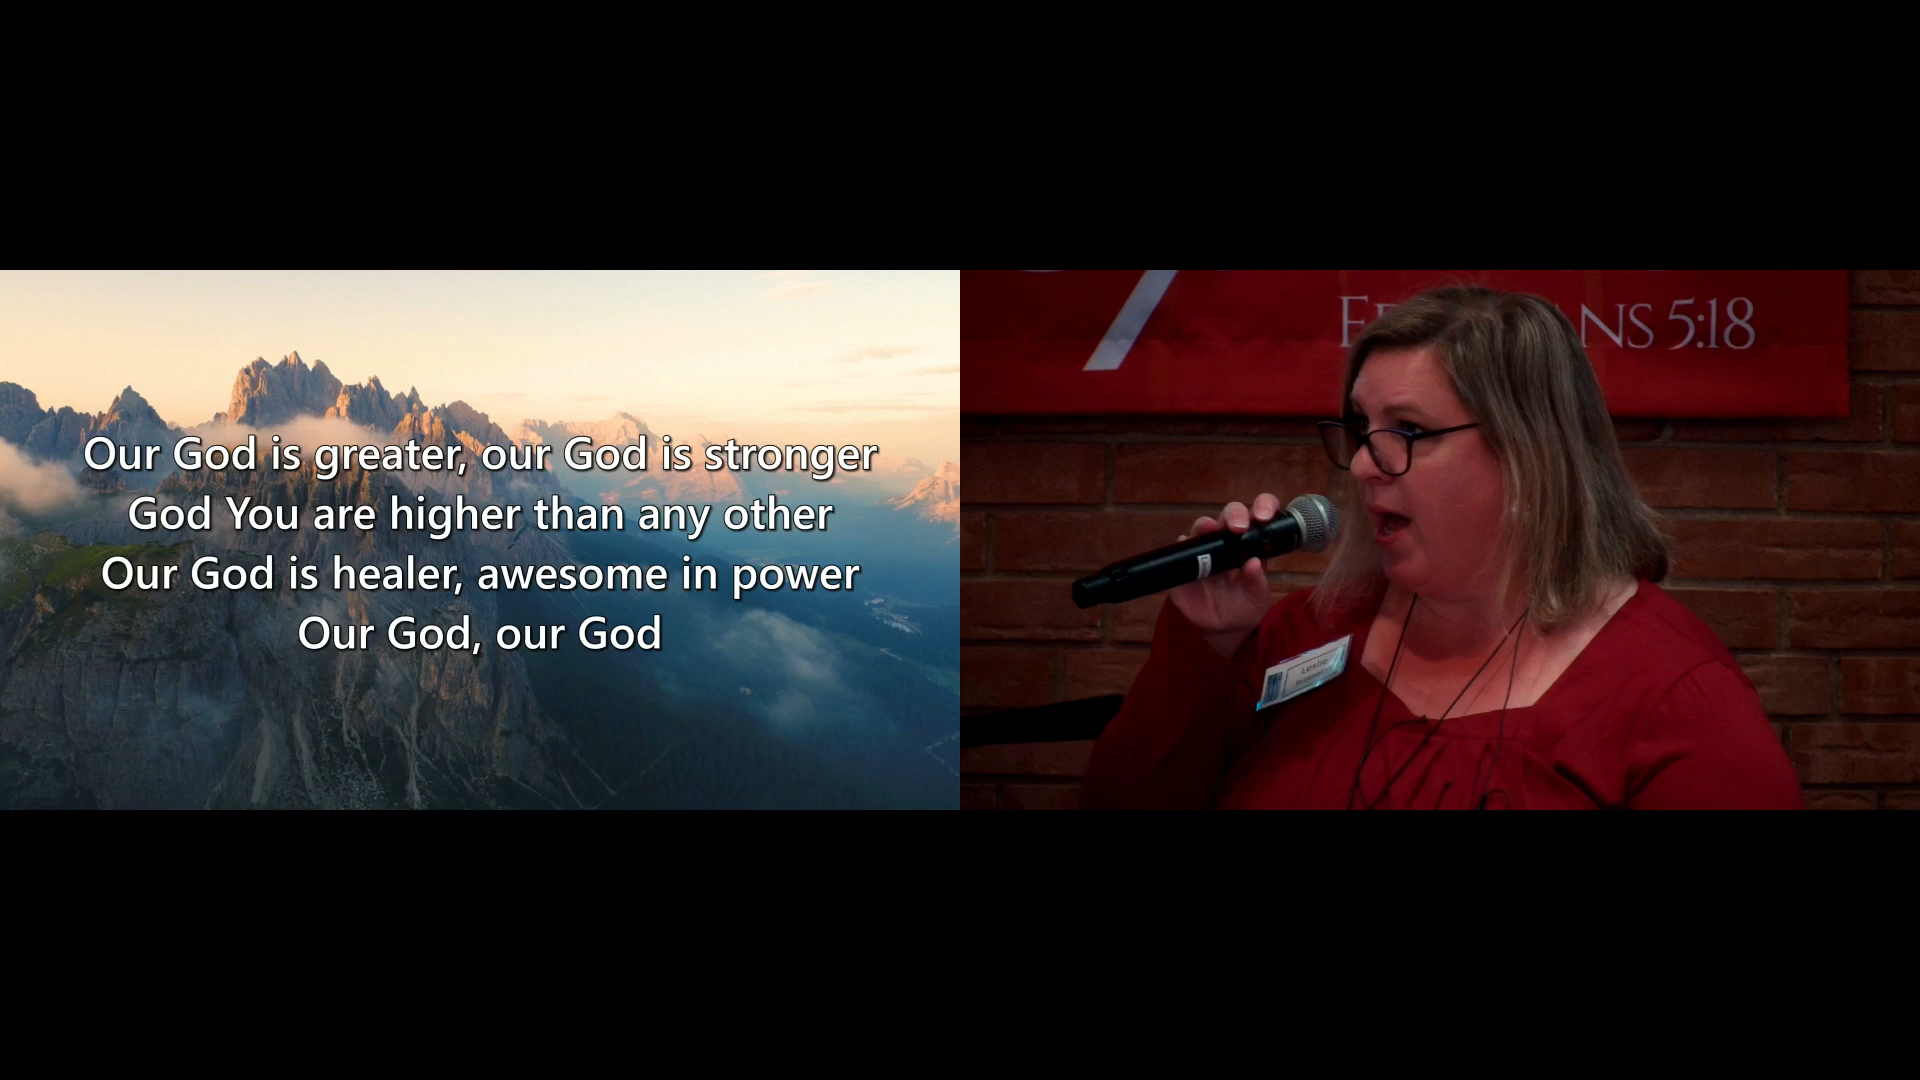 Our God is greater, our God is stronger
God You are higher than any other
Our God is healer, awesome in power
Our God, our God
5:18
Leslie